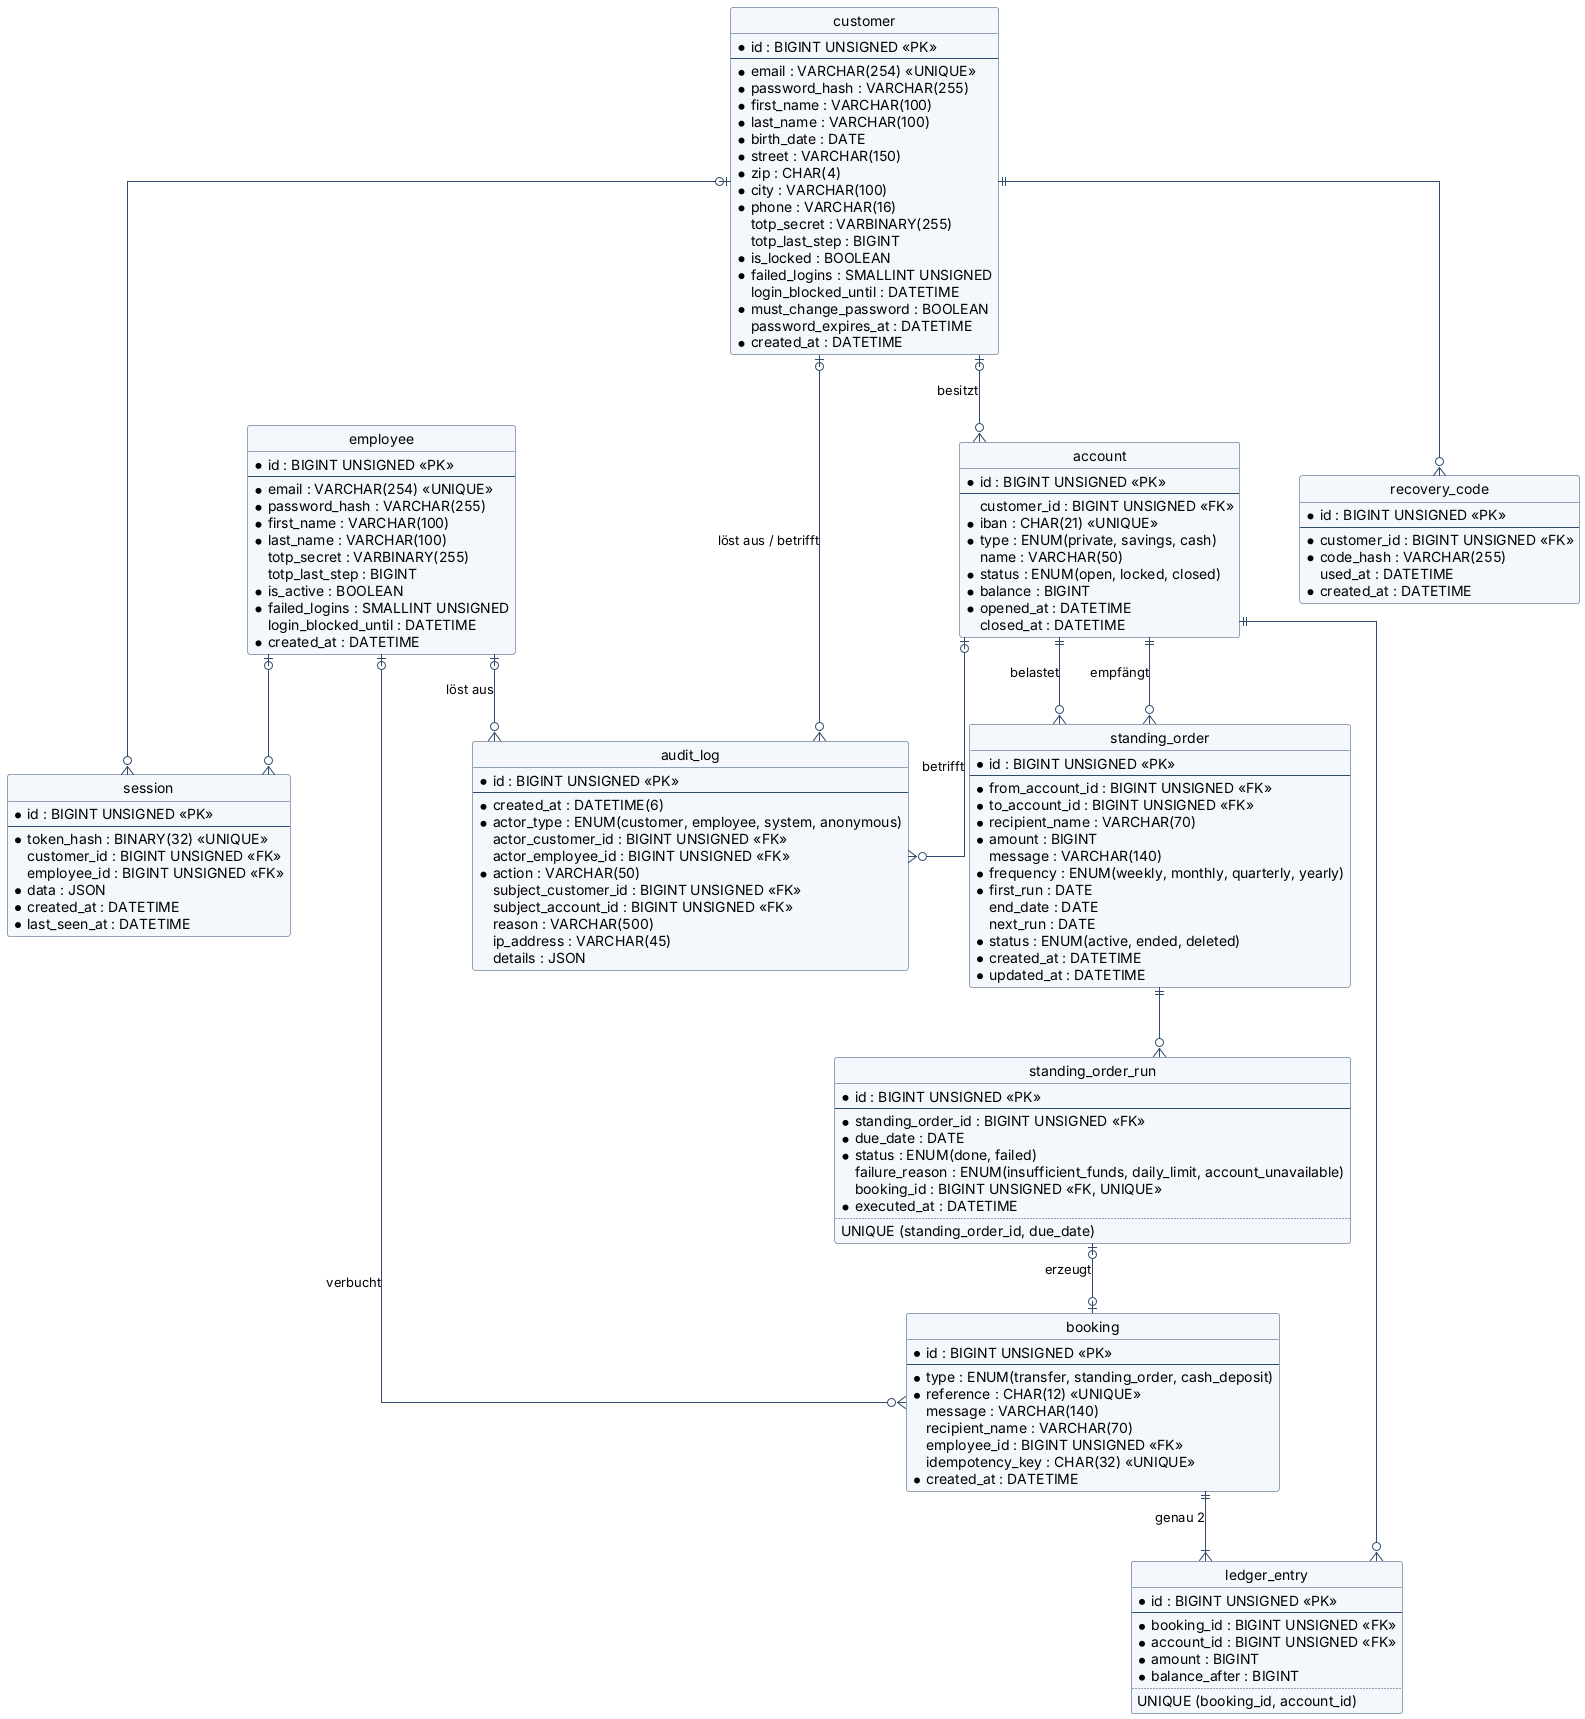 customer
id : BIGINT UNSIGNED «PK»
email : VARCHAR(254) «UNIQUE»
password_hash : VARCHAR(255)
first_name : VARCHAR(100)
last_name : VARCHAR(100)
birth_date : DATE
street : VARCHAR(150)
zip : CHAR(4)
city : VARCHAR(100)
phone : VARCHAR(16)
totp_secret : VARBINARY(255)
totp_last_step : BIGINT
is_locked : BOOLEAN
failed_logins : SMALLINT UNSIGNED
login_blocked_until : DATETIME
must_change_password : BOOLEAN
password_expires_at : DATETIME
created_at : DATETIME
besitzt
löst aus / betrifft
employee
id : BIGINT UNSIGNED «PK»
email : VARCHAR(254) «UNIQUE»
password_hash : VARCHAR(255)
first_name : VARCHAR(100)
last_name : VARCHAR(100)
totp_secret : VARBINARY(255)
totp_last_step : BIGINT
is_active : BOOLEAN
failed_logins : SMALLINT UNSIGNED
login_blocked_until : DATETIME
created_at : DATETIME
account
id : BIGINT UNSIGNED «PK»
customer_id : BIGINT UNSIGNED «FK»
iban : CHAR(21) «UNIQUE»
type : ENUM(private, savings, cash)
name : VARCHAR(50)
status : ENUM(open, locked, closed)
balance : BIGINT
opened_at : DATETIME
closed_at : DATETIME
recovery_code
id : BIGINT UNSIGNED «PK»
customer_id : BIGINT UNSIGNED «FK»
code_hash : VARCHAR(255)
used_at : DATETIME
created_at : DATETIME
löst aus
belastet
empfängt
betrifft
session
id : BIGINT UNSIGNED «PK»
token_hash : BINARY(32) «UNIQUE»
customer_id : BIGINT UNSIGNED «FK»
employee_id : BIGINT UNSIGNED «FK»
data : JSON
created_at : DATETIME
last_seen_at : DATETIME
audit_log
id : BIGINT UNSIGNED «PK»
created_at : DATETIME(6)
actor_type : ENUM(customer, employee, system, anonymous)
actor_customer_id : BIGINT UNSIGNED «FK»
actor_employee_id : BIGINT UNSIGNED «FK»
action : VARCHAR(50)
subject_customer_id : BIGINT UNSIGNED «FK»
subject_account_id : BIGINT UNSIGNED «FK»
reason : VARCHAR(500)
ip_address : VARCHAR(45)
details : JSON
standing_order
id : BIGINT UNSIGNED «PK»
from_account_id : BIGINT UNSIGNED «FK»
to_account_id : BIGINT UNSIGNED «FK»
recipient_name : VARCHAR(70)
amount : BIGINT
message : VARCHAR(140)
frequency : ENUM(weekly, monthly, quarterly, yearly)
first_run : DATE
end_date : DATE
next_run : DATE
status : ENUM(active, ended, deleted)
created_at : DATETIME
updated_at : DATETIME
standing_order_run
id : BIGINT UNSIGNED «PK»
standing_order_id : BIGINT UNSIGNED «FK»
due_date : DATE
status : ENUM(done, failed)
failure_reason : ENUM(insufficient_funds, daily_limit, account_unavailable)
booking_id : BIGINT UNSIGNED «FK, UNIQUE»
executed_at : DATETIME
UNIQUE (standing_order_id, due_date)
erzeugt
verbucht
booking
id : BIGINT UNSIGNED «PK»
type : ENUM(transfer, standing_order, cash_deposit)
reference : CHAR(12) «UNIQUE»
message : VARCHAR(140)
recipient_name : VARCHAR(70)
employee_id : BIGINT UNSIGNED «FK»
idempotency_key : CHAR(32) «UNIQUE»
created_at : DATETIME
genau 2
ledger_entry
id : BIGINT UNSIGNED «PK»
booking_id : BIGINT UNSIGNED «FK»
account_id : BIGINT UNSIGNED «FK»
amount : BIGINT
balance_after : BIGINT
UNIQUE (booking_id, account_id)